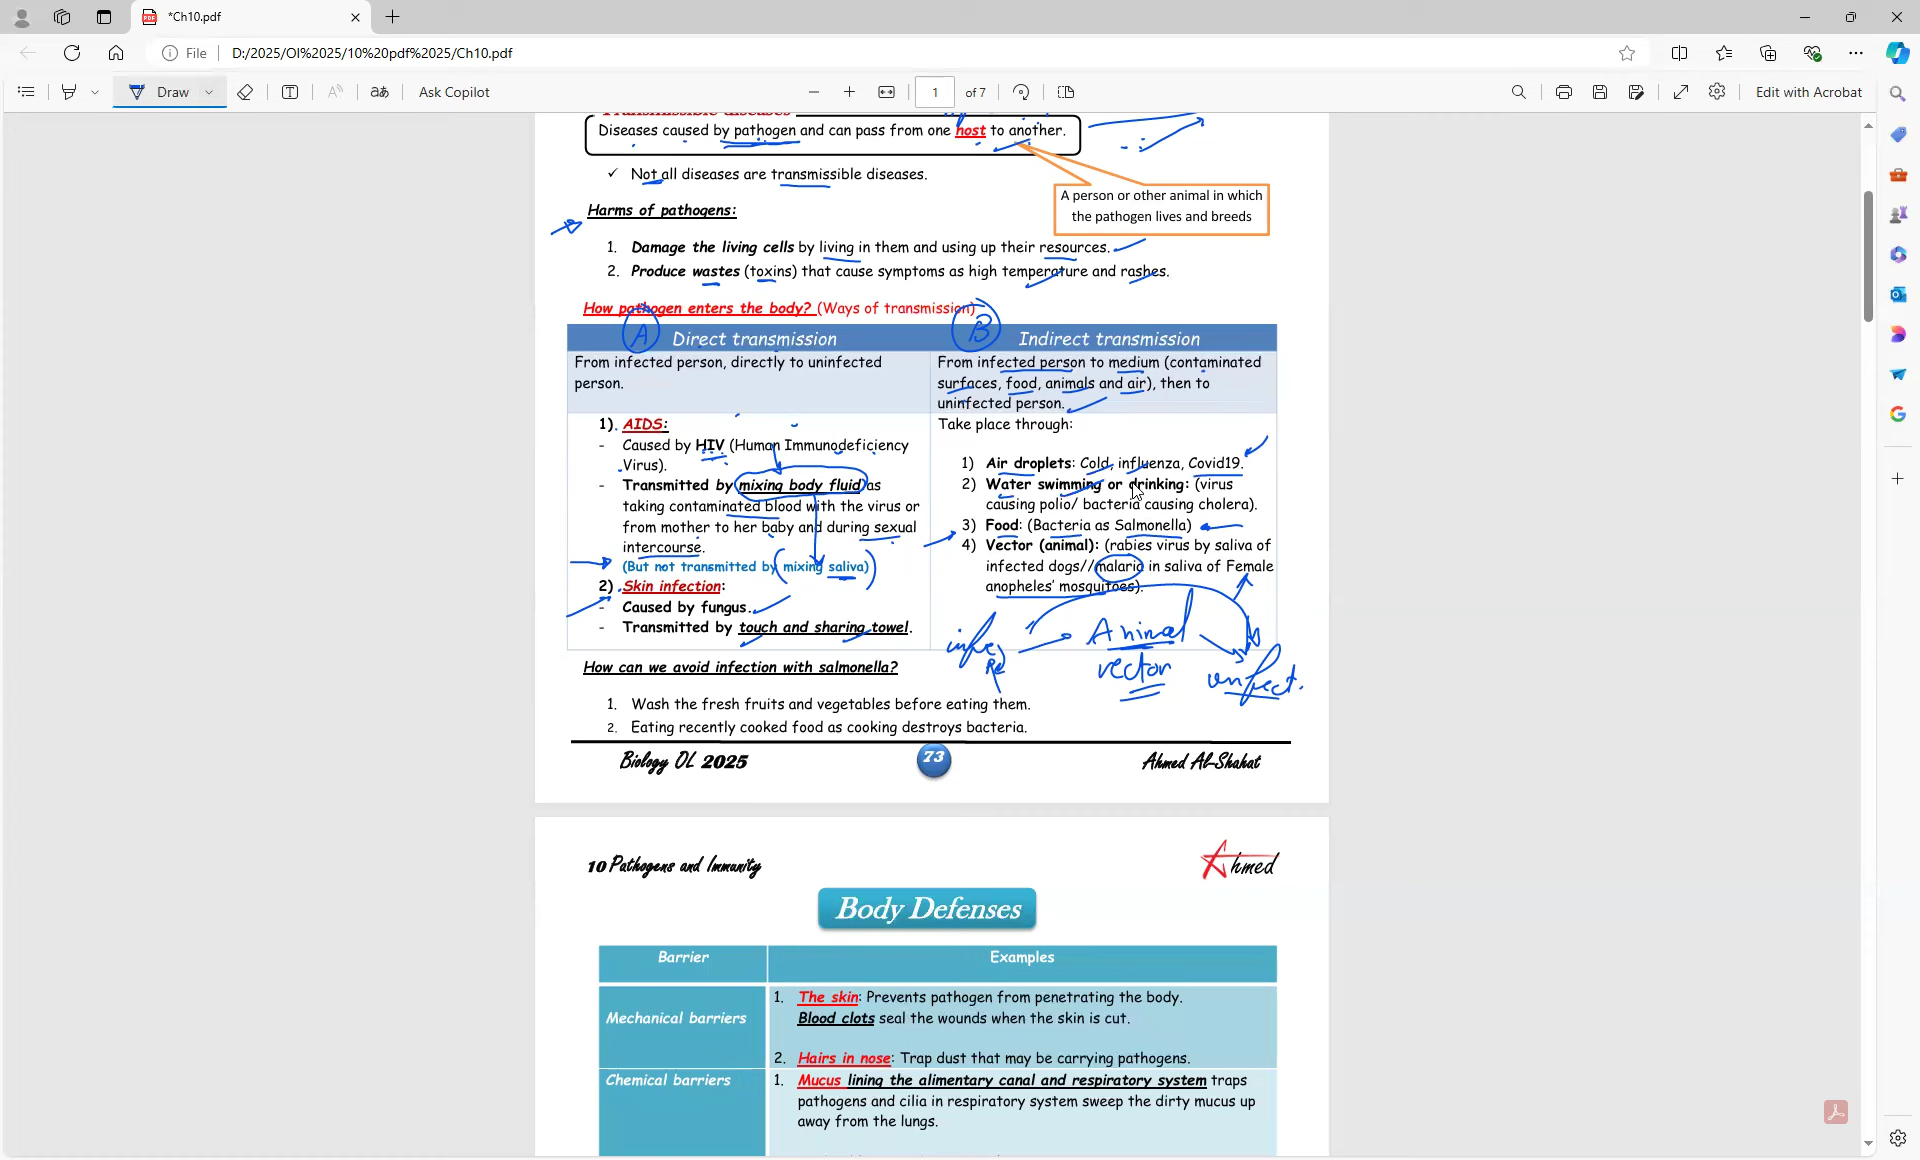 *Ch10.pdf
File D:/2025/Ol%2025/10%20pdf%2025/Ch10.pdf
Draw Ask Copilot 1 of 7 Edit with Acrobat
Transmissible diseases
Diseases caused by pathogen and can pass from one host to another.
✓ Not all diseases are transmissible diseases.
A person or other animal in which
the pathogen lives and breeds
Harms of pathogens:
1. Damage the living cells by living in them and using up their resources.
2. Produce wastes (toxins) that cause symptoms as high temperature and rashes.
How pathogen enters the body? (Ways of transmission)
A Direct transmission
From infected person, directly to uninfected
person.
1) AIDS:
- Caused by HIV (Human Immunodeficiency
Virus).
- Transmitted by mixing body fluid as
taking contaminated blood with the virus or
from mother to her baby and during sexual
intercourse.
(But not transmitted by mixing saliva)
2) Skin infection:
- Caused by fungus.
- Transmitted by touch and sharing towel.
B Indirect transmission
From infected person to medium (contaminated
surfaces, food, animals and air), then to
uninfected person.
Take place through:
1) Air droplets: Cold, influenza, Covid19.
2) Water swimming or drinking: (virus
causing polio/ bacteria causing cholera).
3) Food: (Bacteria as Salmonella)
4) Vector (animal): (rabies virus by saliva of
infected dogs//malaria in saliva of Female
anopheles' mosquitoes).
Animal
vector
unfect.
How can we avoid infection with salmonella?
1. Wash the fresh fruits and vegetables before eating them.
2. Eating recently cooked food as cooking destroys bacteria.
Biology OL 2025 73 Ahmed Al-Shahat
10 Pathogens and Immunity Ahmed
Body Defenses
Barrier Examples
Mechanical barriers
1. The skin: Prevents pathogen from penetrating the body.
Blood clots seal the wounds when the skin is cut.
2. Hairs in nose: Trap dust that may be carrying pathogens.
Chemical barriers
1. Mucus lining the alimentary canal and respiratory system traps
pathogens and cilia in respiratory system sweep the dirty mucus up
away from the lungs.